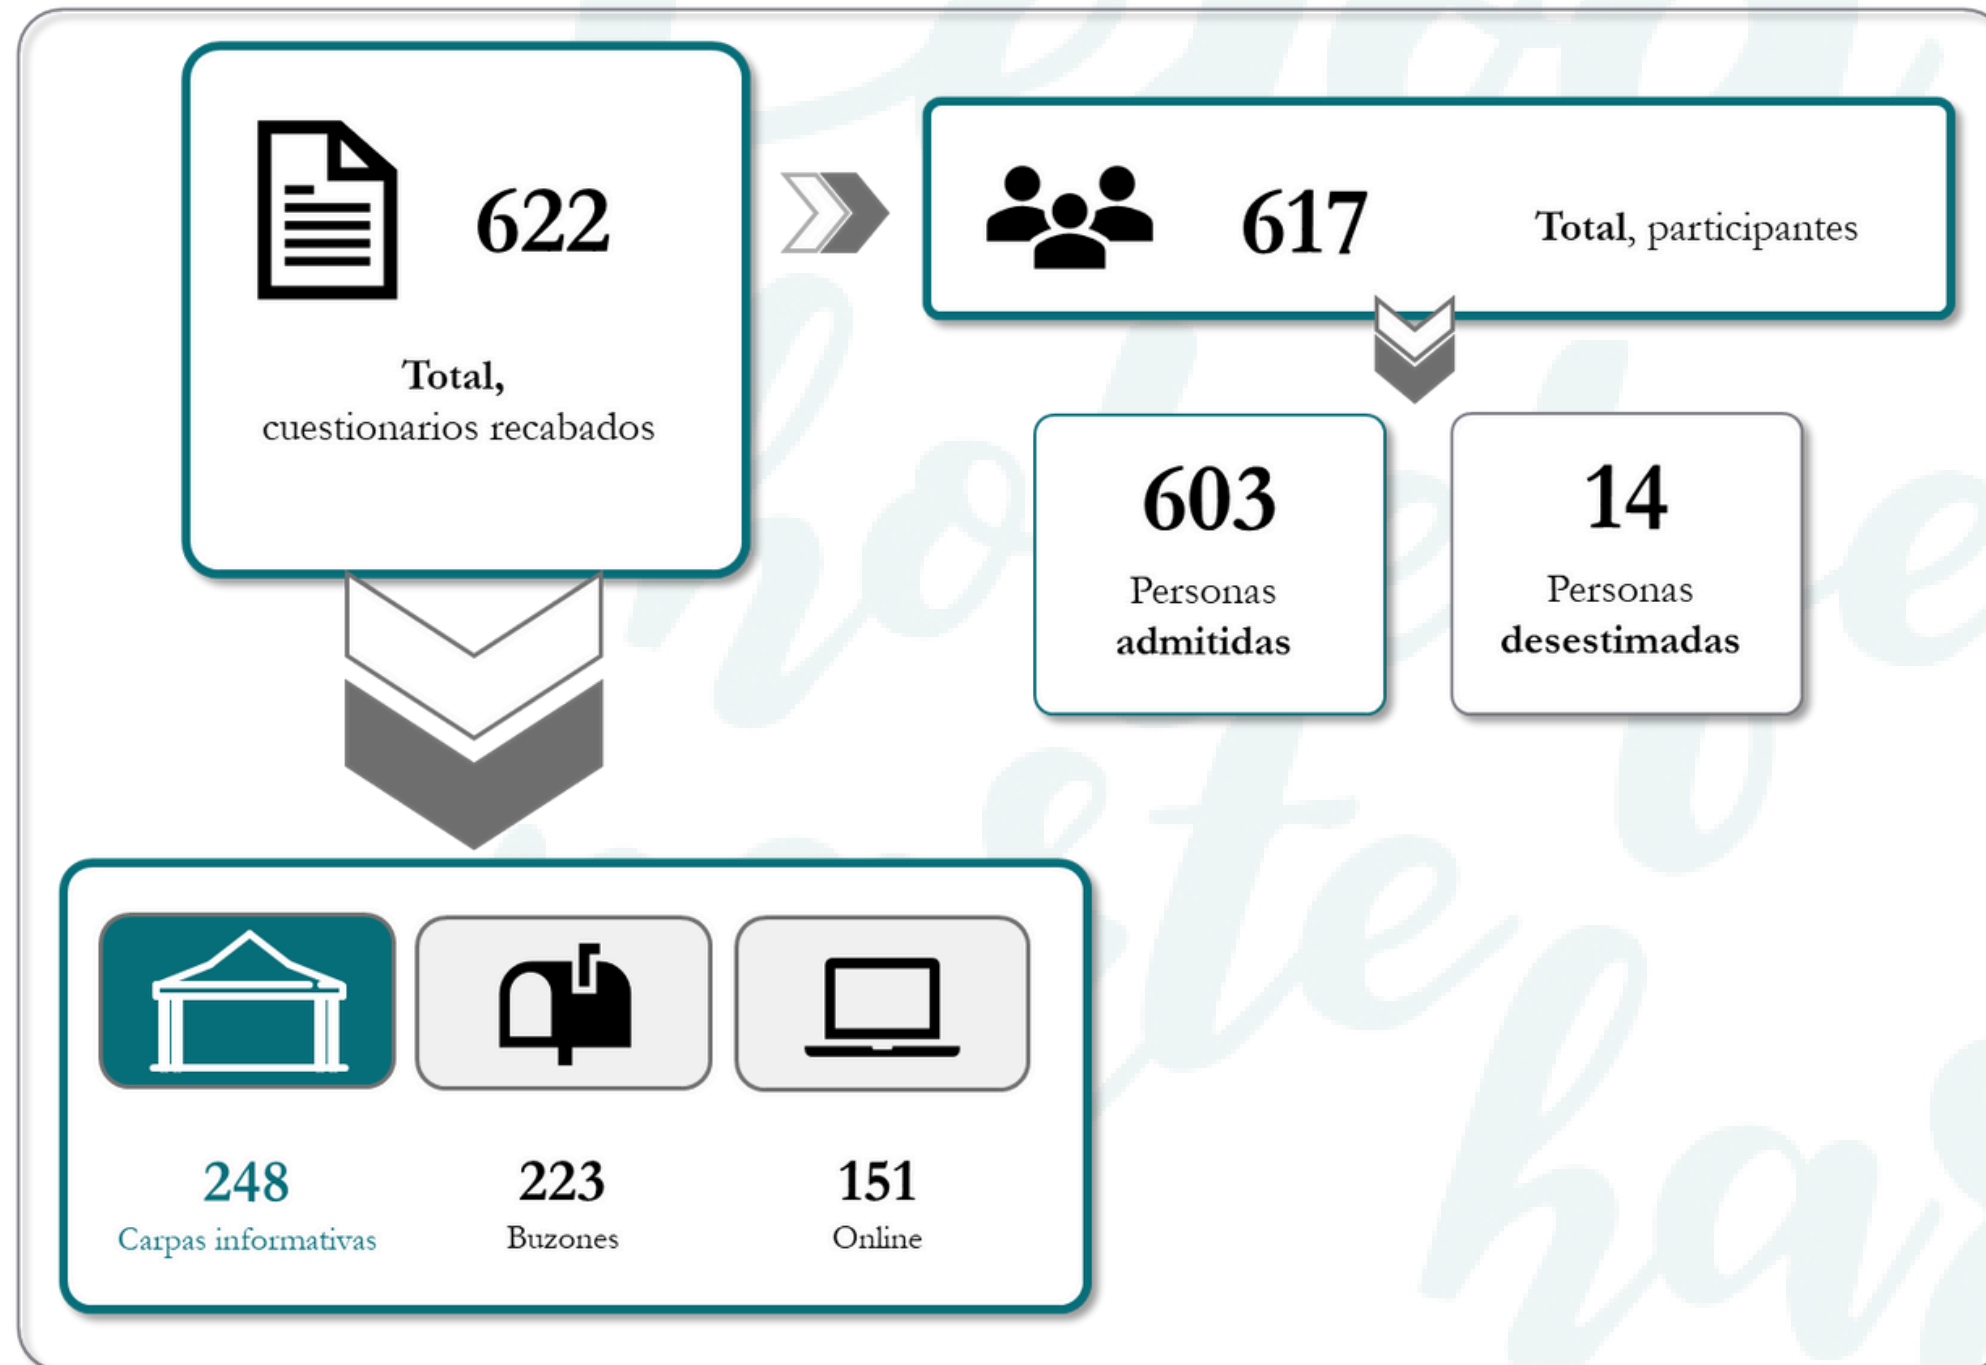 622
Total,
cuestionarios recabados
617
Total, participantes
603
Personas
admitidas
14
Personas
desestimadas
248
Carpas informativas
223
Buzones
151
Online